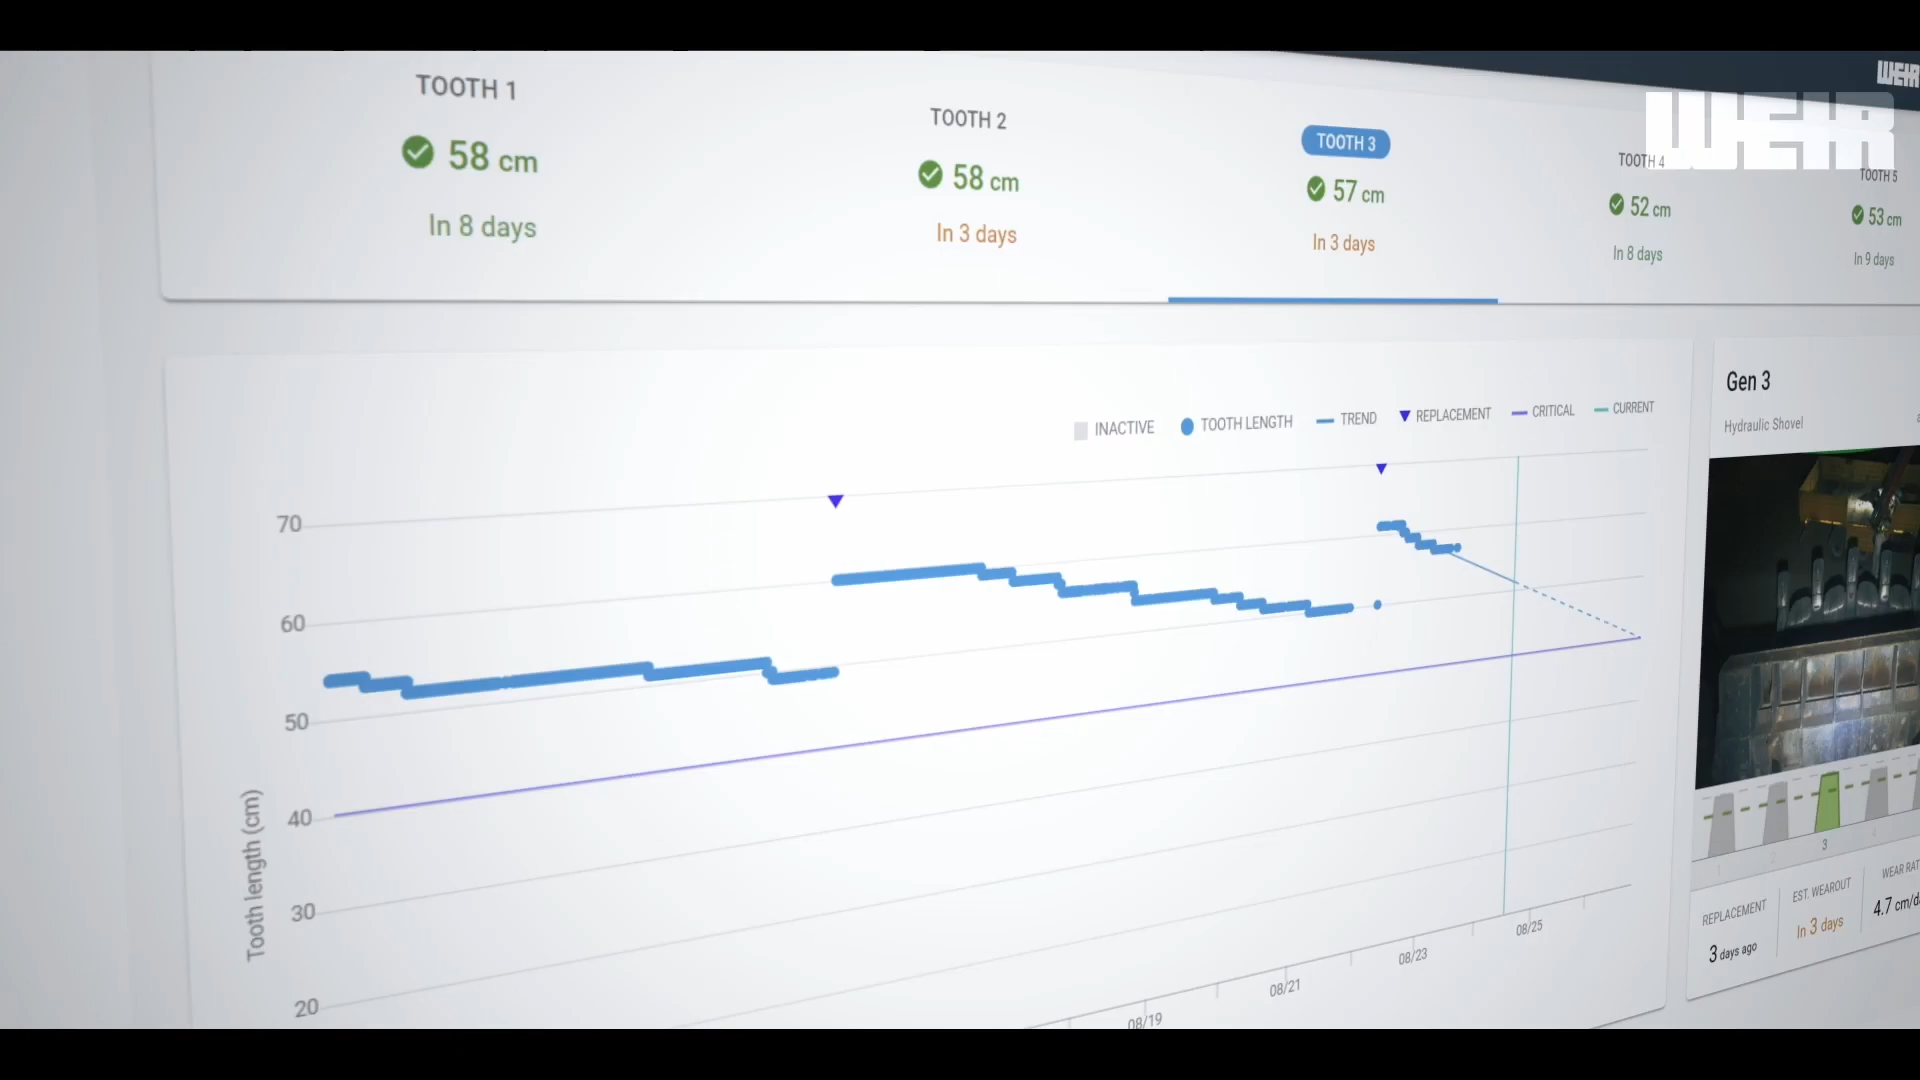 WEIR
WEIR
TOOTH 1
58 cm
In 8 days
TOOTH 2
58 cm
In 3 days
TOOTH 3
57 cm
In 3 days
TOOTH 4
52 cm
In 8 days
TOOTH 5
53 cm
In 9 days
INACTIVE TOOTH LENGTH TREND REPLACEMENT CRITICAL CURRENT
70
60
50
40
30
20
Tooth length (cm)
08/19
08/21
08/23
08/25
Gen 3
Hydraulic Shovel
3
REPLACEMENT
3 days ago
EST. WEAROUT
In 3 days
WEAR
4.7